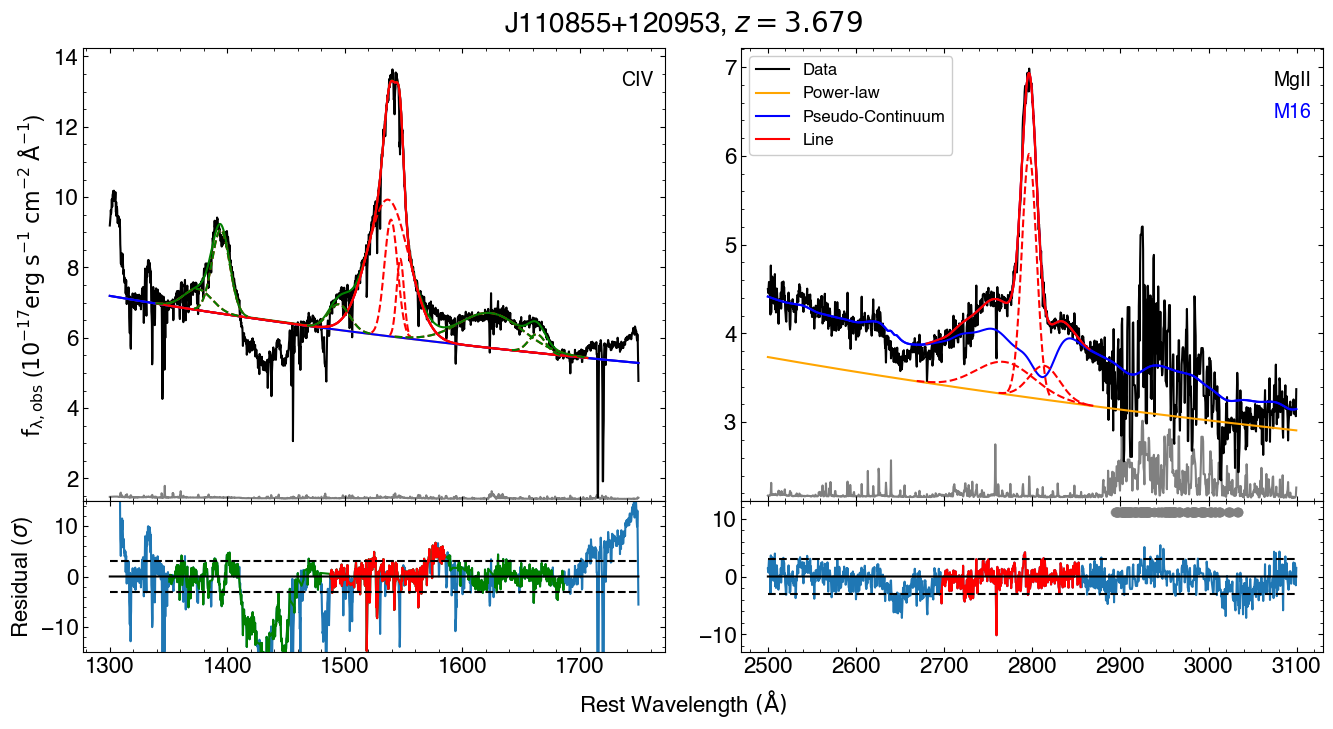 J110855+120953, z = 3.679
14
12
10
8
6
4
2
f_λ,obs (10⁻¹⁷erg s⁻¹ cm⁻² Å⁻¹)
CIV
7
6
5
4
3
Data
Power-law
Pseudo-Continuum
Line
MgII
M16
10
0
−10
Residual (σ)
1300 1400 1500 1600 1700
10
0
−10
2500 2600 2700 2800 2900 3000 3100
Rest Wavelength (Å)